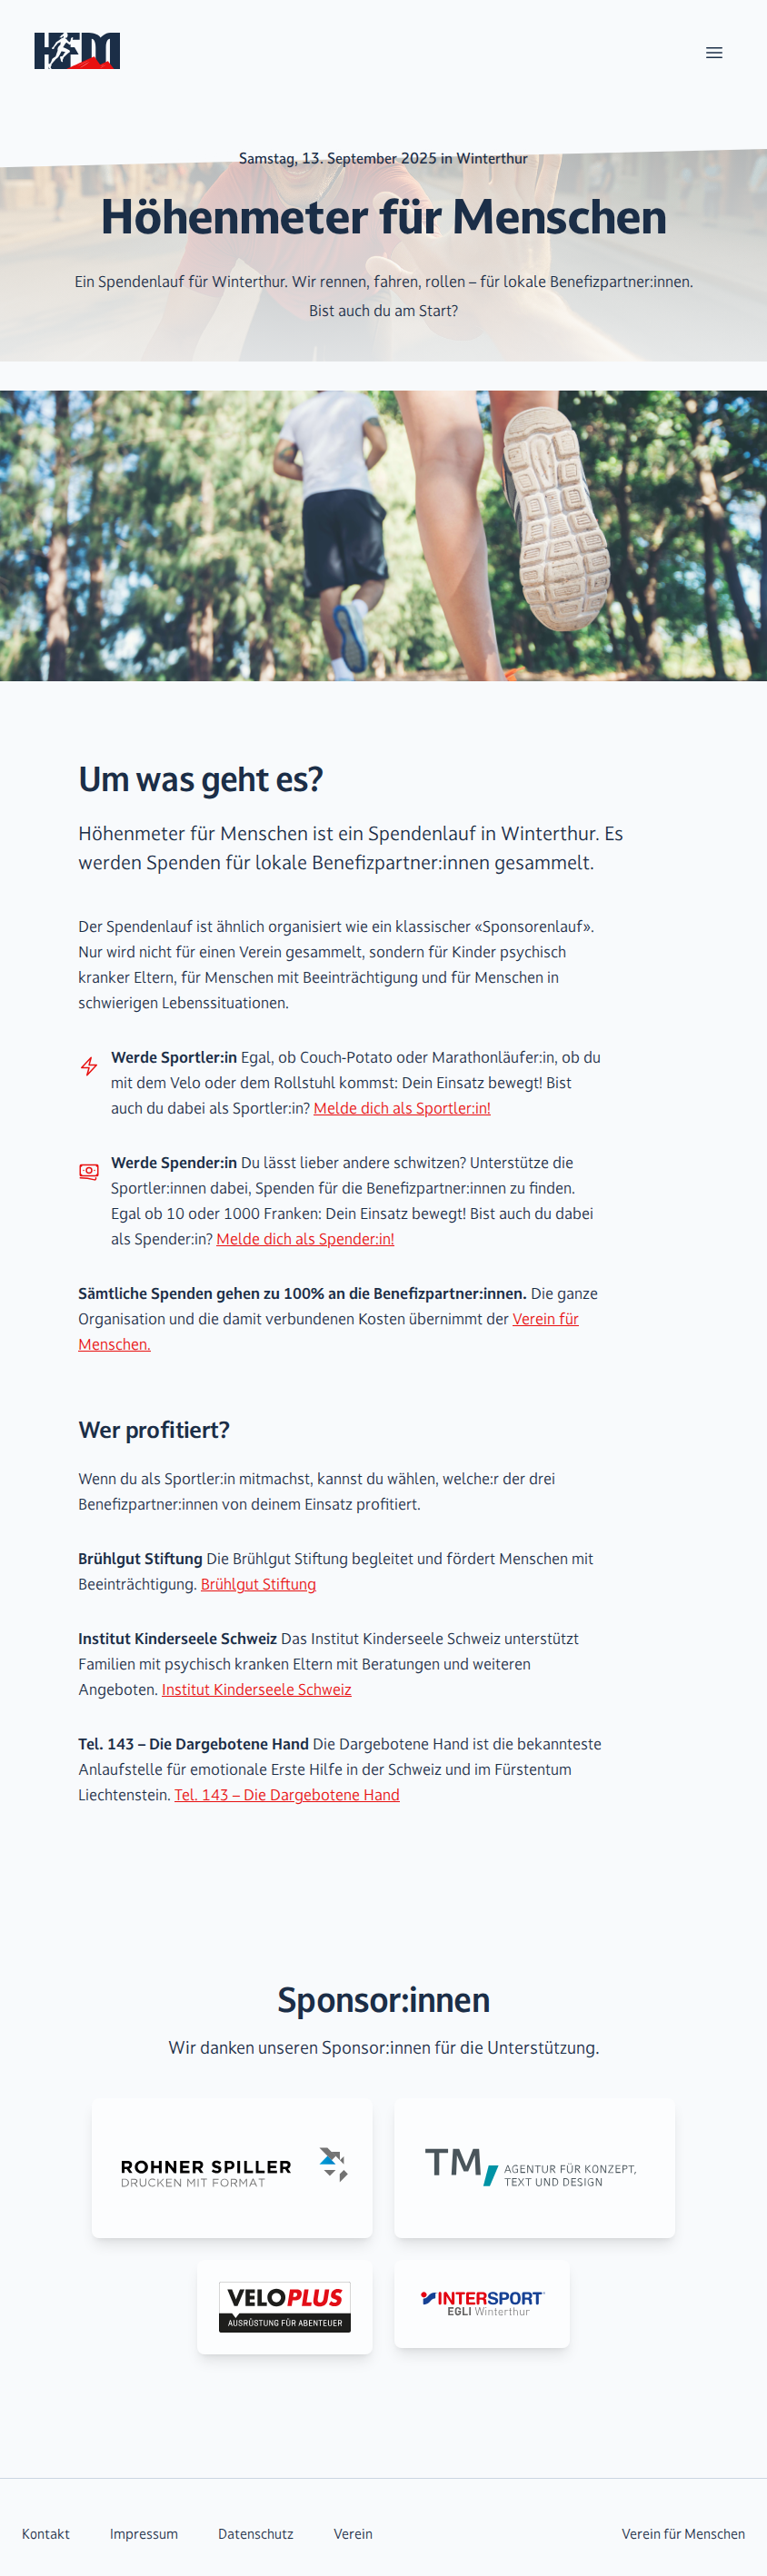 HFM
Samstag, 13. September 2025 in Winterthur
Höhenmeter für Menschen
Ein Spendenlauf für Winterthur. Wir rennen, fahren, rollen – für lokale Benefizpartner:innen.
Bist auch du am Start?
Um was geht es?
Höhenmeter für Menschen ist ein Spendenlauf in Winterthur. Es
werden Spenden für lokale Benefizpartner:innen gesammelt.
Der Spendenlauf ist ähnlich organisiert wie ein klassischer «Sponsorenlauf».
Nur wird nicht für einen Verein gesammelt, sondern für Kinder psychisch
kranker Eltern, für Menschen mit Beeinträchtigung und für Menschen in
schwierigen Lebenssituationen.
Werde Sportler:in Egal, ob Couch-Potato oder Marathonläufer:in, ob du
mit dem Velo oder dem Rollstuhl kommst: Dein Einsatz bewegt! Bist
auch du dabei als Sportler:in? Melde dich als Sportler:in!
Werde Spender:in Du lässt lieber andere schwitzen? Unterstütze die
Sportler:innen dabei, Spenden für die Benefizpartner:innen zu finden.
Egal ob 10 oder 1000 Franken: Dein Einsatz bewegt! Bist auch du dabei
als Spender:in? Melde dich als Spender:in!
Sämtliche Spenden gehen zu 100% an die Benefizpartner:innen. Die ganze
Organisation und die damit verbundenen Kosten übernimmt der Verein für
Menschen.
Wer profitiert?
Wenn du als Sportler:in mitmachst, kannst du wählen, welche:r der drei
Benefizpartner:innen von deinem Einsatz profitiert.
Brühlgut Stiftung Die Brühlgut Stiftung begleitet und fördert Menschen mit
Beeinträchtigung. Brühlgut Stiftung
Institut Kinderseele Schweiz Das Institut Kinderseele Schweiz unterstützt
Familien mit psychisch kranken Eltern mit Beratungen und weiteren
Angeboten. Institut Kinderseele Schweiz
Tel. 143 – Die Dargebotene Hand Die Dargebotene Hand ist die bekannteste
Anlaufstelle für emotionale Erste Hilfe in der Schweiz und im Fürstentum
Liechtenstein. Tel. 143 – Die Dargebotene Hand
Sponsor:innen
Wir danken unseren Sponsor:innen für die Unterstützung.
ROHNER SPILLER
DRUCKEN MIT FORMAT
TM, AGENTUR FÜR KONZEPT,
TEXT UND DESIGN
VELOPLUS
AUSRÜSTUNG FÜR ABENTEUER
INTERSPORT
EGLI Winterthur
Kontakt Impressum Datenschutz Verein Verein für Menschen